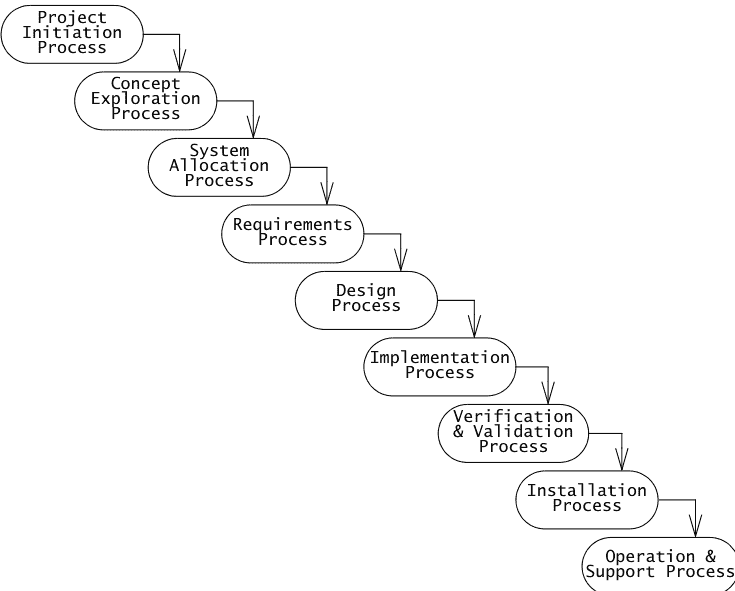 Project
Initiation
Process
Concept
Exploration
Process
System
Allocation
Process
Requirements
Process
Design
Process
Implementation
Process
Verification
& Validation
Process
Installation
Process
Operation &
Support Process